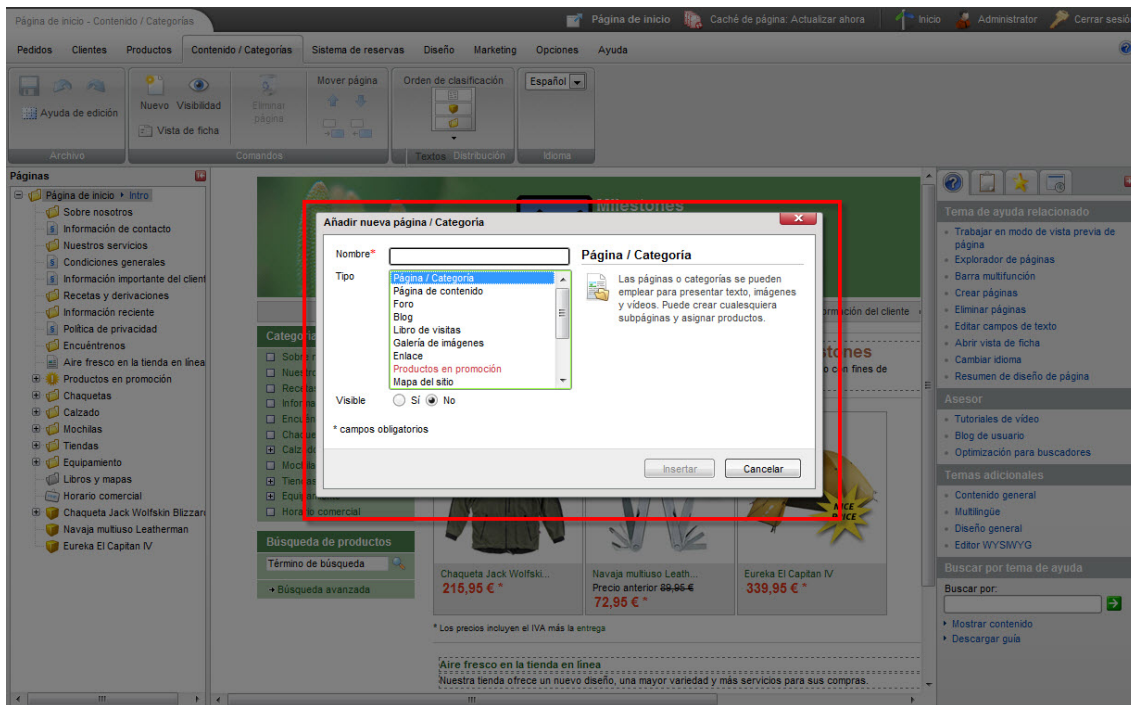 Página de inicio - Contenido / Categorías
Página de inicio
Caché de página: Actualizar ahora
Inicio
Administrator
Cerrar sesió
Pedidos Clientes Productos Contenido / Categorías Sistema de reservas Diseño Marketing Opciones Ayuda
Ayuda de edición
Archivo
Nuevo Visibilidad
Vista de ficha
Eliminar página
Mover página
Comandos
Orden de clasificación
Textos Distribución
Español
Idioma
Páginas
Página de inicio Intro
Sobre nosotros
Información de contacto
Nuestros servicios
Condiciones generales
Información importante del client
Recetas y derivaciones
Información reciente
Política de privacidad
Encuéntrenos
Aire fresco en la tienda en línea
Productos en promoción
Chaquetas
Calzado
Mochilas
Tiendas
Equipamiento
Libros y mapas
Horario comercial
Chaqueta Jack Wolfskin Blizzar
Navaja multiuso Leatherman
Eureka El Capitan IV
Milestones
Añadir nueva página / Categoría
Nombre*
Tipo
Página / Categoría
Página de contenido
Foro
Blog
Libro de visitas
Galería de imágenes
Enlace
Productos en promoción
Mapa del sitio
Visible
Sí No
* campos obligatorios
Página / Categoría
Las páginas o categorías se pueden
emplear para presentar texto, imágenes
y vídeos. Puede crear cualesquiera
subpáginas y asignar productos.
Insertar Cancelar
Horario comercial
Búsqueda de productos
Término de búsqueda
Búsqueda avanzada
del cliente
con fines de
NICE
PRICE
Chaqueta Jack Wolfski...
215,95 € *
Navaja multiuso Leath...
Precio anterior 89,95 €
72,95 € *
Eureka El Capitan IV
339,95 € *
* Los precios incluyen el IVA más la entrega
Aire fresco en la tienda en línea
Nuestra tienda ofrece un nuevo diseño, una mayor variedad y más servicios para sus compras.
Tema de ayuda relacionado
Trabajar en modo de vista previa de
página
Explorador de páginas
Barra multifunción
Crear páginas
Eliminar páginas
Editar campos de texto
Abrir vista de ficha
Cambiar idioma
Resumen de diseño de página
Asesor
Tutoriales de vídeo
Blog de usuario
Optimización para buscadores
Temas adicionales
Contenido general
Multilingüe
Diseño general
Editor WYSIWYG
Buscar por tema de ayuda
Buscar por:
Mostrar contenido
Descargar guía